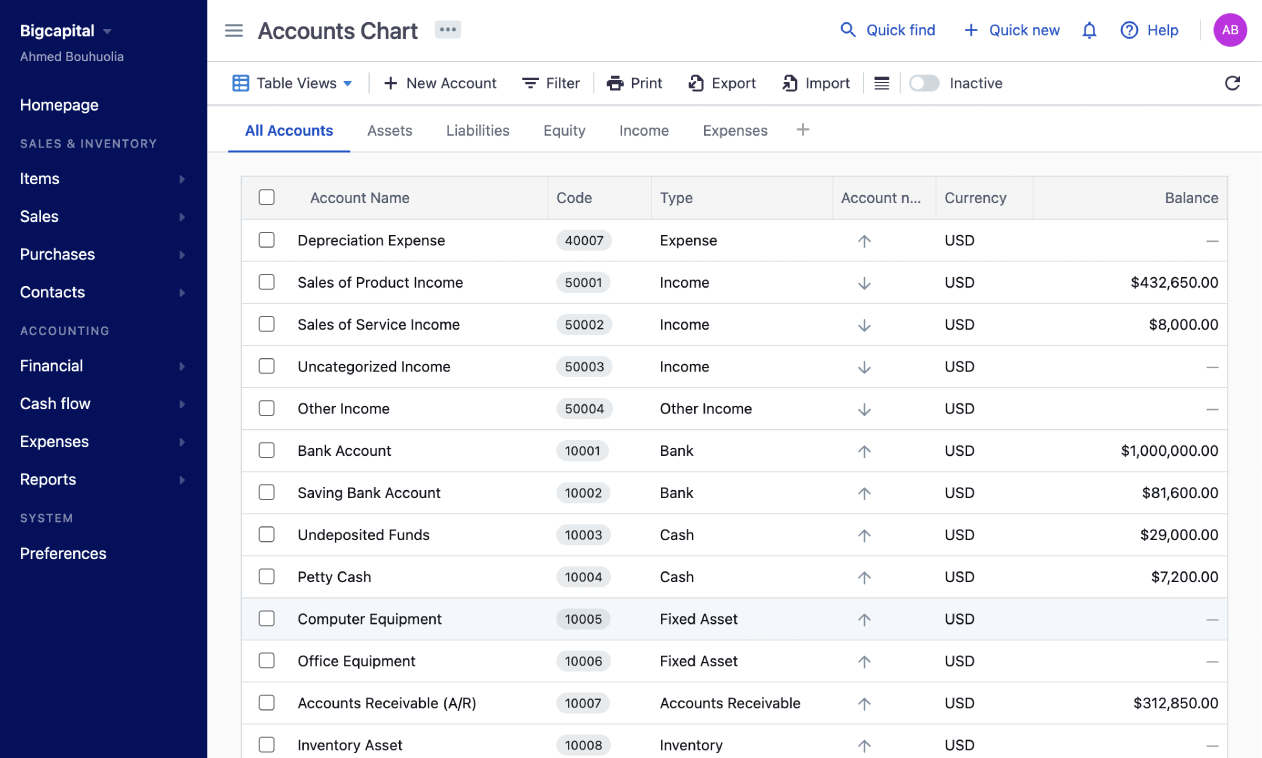 Bigcapital
Ahmed Bouhuolia
Homepage
SALES & INVENTORY
Items
Sales
Purchases
Contacts
ACCOUNTING
Financial
Cash flow
Expenses
Reports
SYSTEM
Preferences
Accounts Chart
Quick find Quick new Help AB
Table Views New Account Filter Print Export Import Inactive
All Accounts Assets Liabilities Equity Income Expenses
Account Name Code Type Account n... Currency Balance
Depreciation Expense 40007 Expense ↑ USD —
Sales of Product Income 50001 Income ↓ USD $432,650.00
Sales of Service Income 50002 Income ↓ USD $8,000.00
Uncategorized Income 50003 Income ↓ USD —
Other Income 50004 Other Income ↓ USD —
Bank Account 10001 Bank ↑ USD $1,000,000.00
Saving Bank Account 10002 Bank ↑ USD $81,600.00
Undeposited Funds 10003 Cash ↑ USD $29,000.00
Petty Cash 10004 Cash ↑ USD $7,200.00
Computer Equipment 10005 Fixed Asset ↑ USD —
Office Equipment 10006 Fixed Asset ↑ USD —
Accounts Receivable (A/R) 10007 Accounts Receivable ↑ USD $312,850.00
Inventory Asset 10008 Inventory ↑ USD —